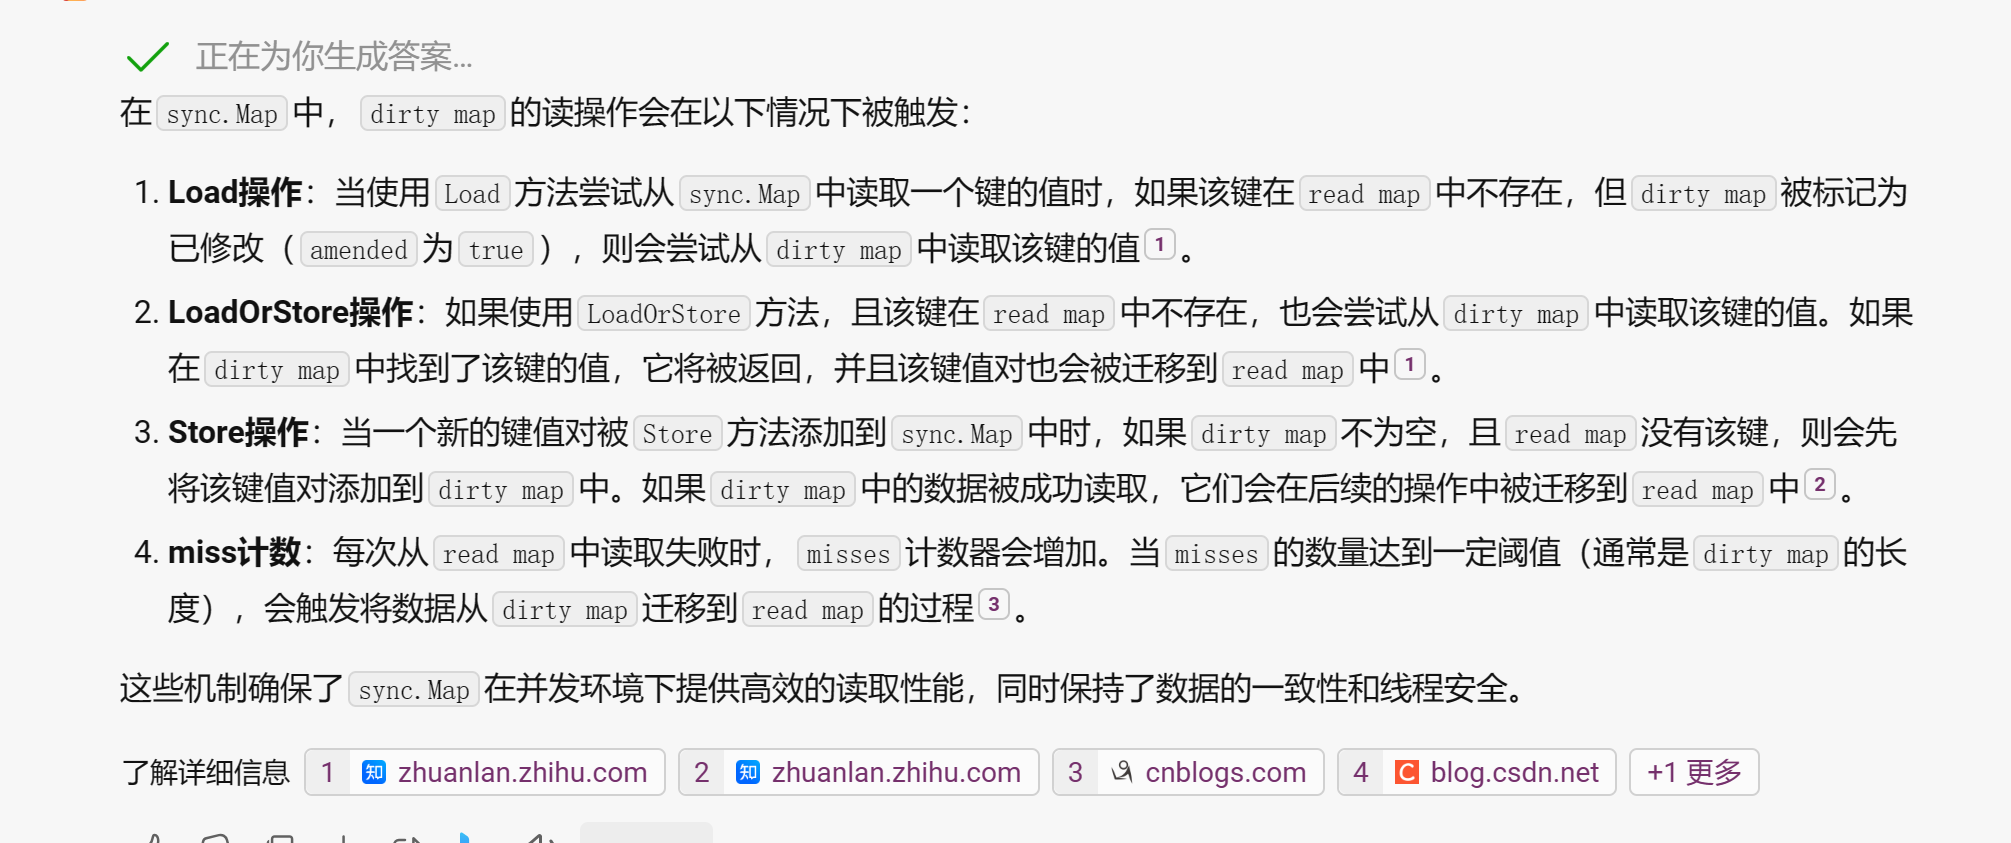 正在为你生成答案...
在 sync.Map 中， dirty map 的读操作会在以下情况下被触发：
1. Load操作：当使用 Load 方法尝试从 sync.Map 中读取一个键的值时，如果该键在 read map 中不存在，但 dirty map 被标记为
已修改（ amended 为 true ），则会尝试从 dirty map 中读取该键的值 1 。
2. LoadOrStore操作：如果使用 LoadOrStore 方法，且该键在 read map 中不存在，也会尝试从 dirty map 中读取该键的值。如果
在 dirty map 中找到了该键的值，它将被返回，并且该键值对也会被迁移到 read map 中 1 。
3. Store操作：当一个新的键值对被 Store 方法添加到 sync.Map 中时，如果 dirty map 不为空，且 read map 没有该键，则会先
将该键值对添加到 dirty map 中。如果 dirty map 中的数据被成功读取，它们会在后续的操作中被迁移到 read map 中 2 。
4. miss计数：每次从 read map 中读取失败时， misses 计数器会增加。当 misses 的数量达到一定阈值（通常是 dirty map 的长
度），会触发将数据从 dirty map 迁移到 read map 的过程 3 。
这些机制确保了 sync.Map 在并发环境下提供高效的读取性能，同时保持了数据的一致性和线程安全。
了解详细信息 1 知 zhuanlan.zhihu.com 2 知 zhuanlan.zhihu.com 3 cnblogs.com 4 C blog.csdn.net +1 更多